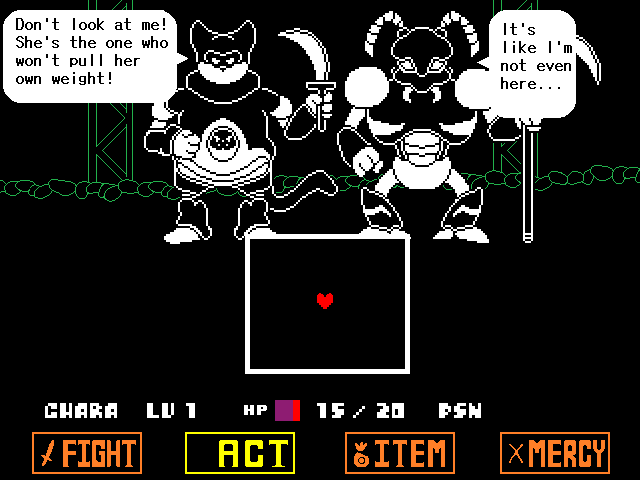 Don't look at me!
She's the one who
won't pull her
own weight!
It's
like I'm
not even
here...
CHARA LV 1 HP 15 / 20 PSN
FIGHT ACT ITEM MERCY